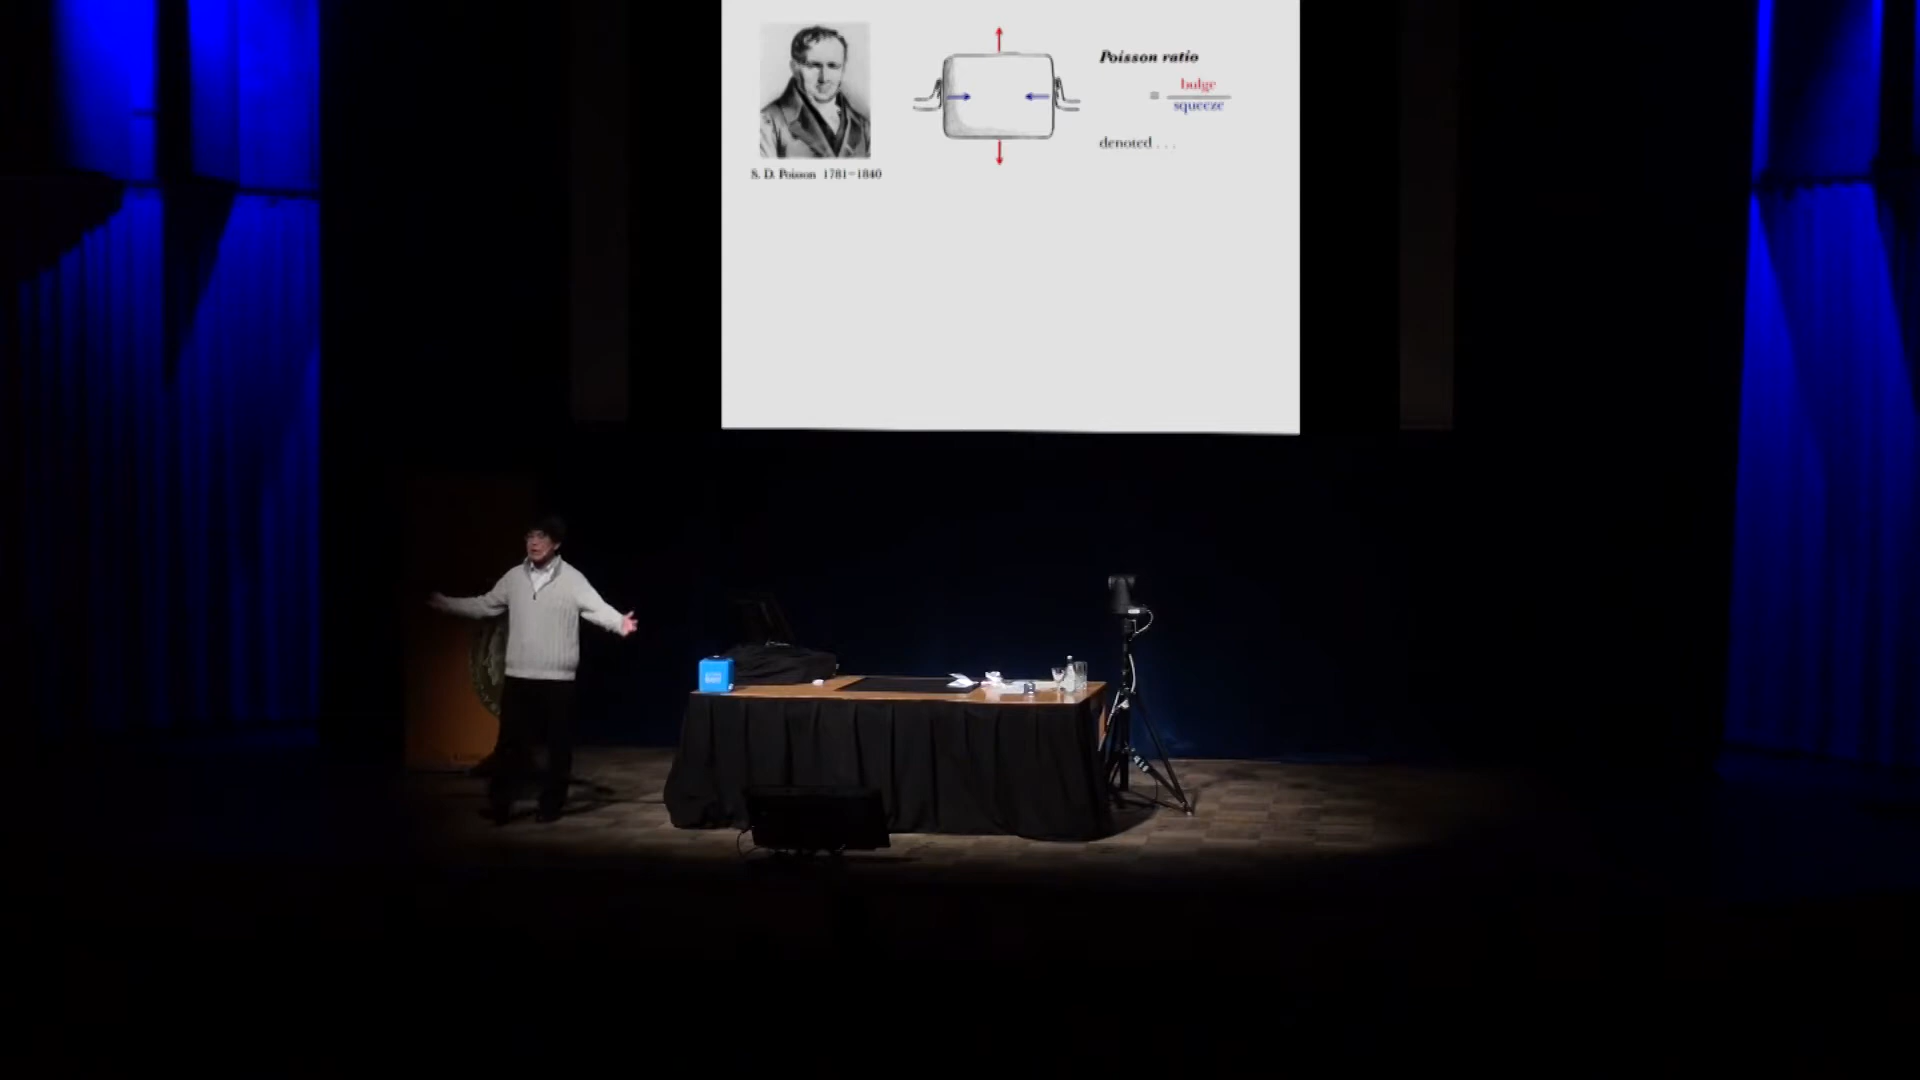 Poisson ratio
= bulge
squeeze
denoted . . .
S. D. Poisson 1781–1840